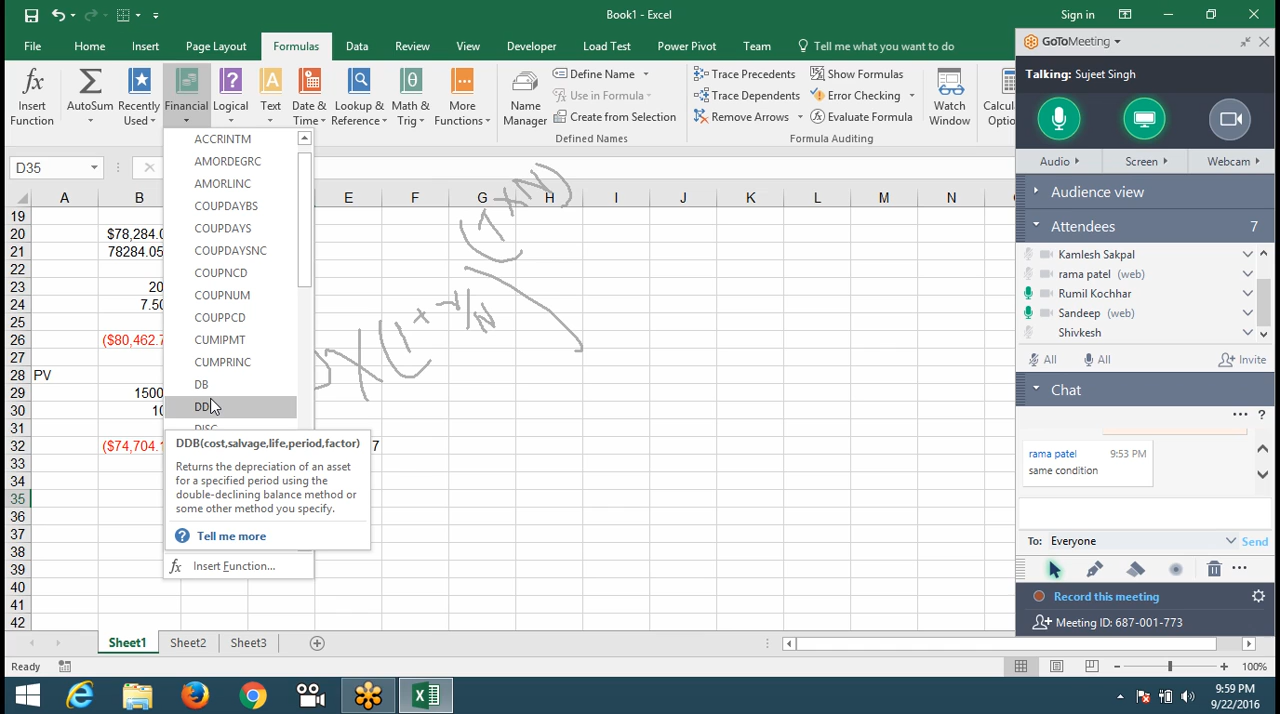 Book1 - Excel
Sign in
File
Home
Insert
Page Layout
Formulas
Data
Review
View
Developer
Load Test
Power Pivot
Team
Tell me what you want to do
Insert Function
AutoSum
Recently Used
Financial
Logical
Text
Date & Time
Lookup & Reference
Math & Trig
More Functions
Name Manager
Define Name
Use in Formula
Create from Selection
Defined Names
Trace Precedents
Trace Dependents
Remove Arrows
Show Formulas
Error Checking
Evaluate Formula
Formula Auditing
Watch Window
D35
A B E F G H I J K L M N
19
20 $78,284.0
21 78284.05
22
23 20
24 7.50
25
26 ($80,462.7
27
28 PV
29 1500
30 10
31
32 ($74,704.1 7
33
34
35
36
37
38
39
40
41
42
ACCRINTM
AMORDEGRC
AMORLINC
COUPDAYBS
COUPDAYS
COUPDAYSNC
COUPNCD
COUPNUM
COUPPCD
CUMIPMT
CUMPRINC
DB
DISC
DDB(cost,salvage,life,period,factor)
Returns the depreciation of an asset
for a specified period using the
double-declining balance method or
some other method you specify.
Tell me more
fx Insert Function...
Sheet1
Sheet2
Sheet3
Ready
100%
GoToMeeting
Talking: Sujeet Singh
Audio
Screen
Webcam
Audience view
Attendees 7
Kamlesh Sakpal
rama patel (web)
Rumil Kochhar
Sandeep (web)
Shivkesh
All
All
Invite
Chat
rama patel 9:53 PM
same condition
To: Everyone
Send
Record this meeting
Meeting ID: 687-001-773
9:59 PM
9/22/2016